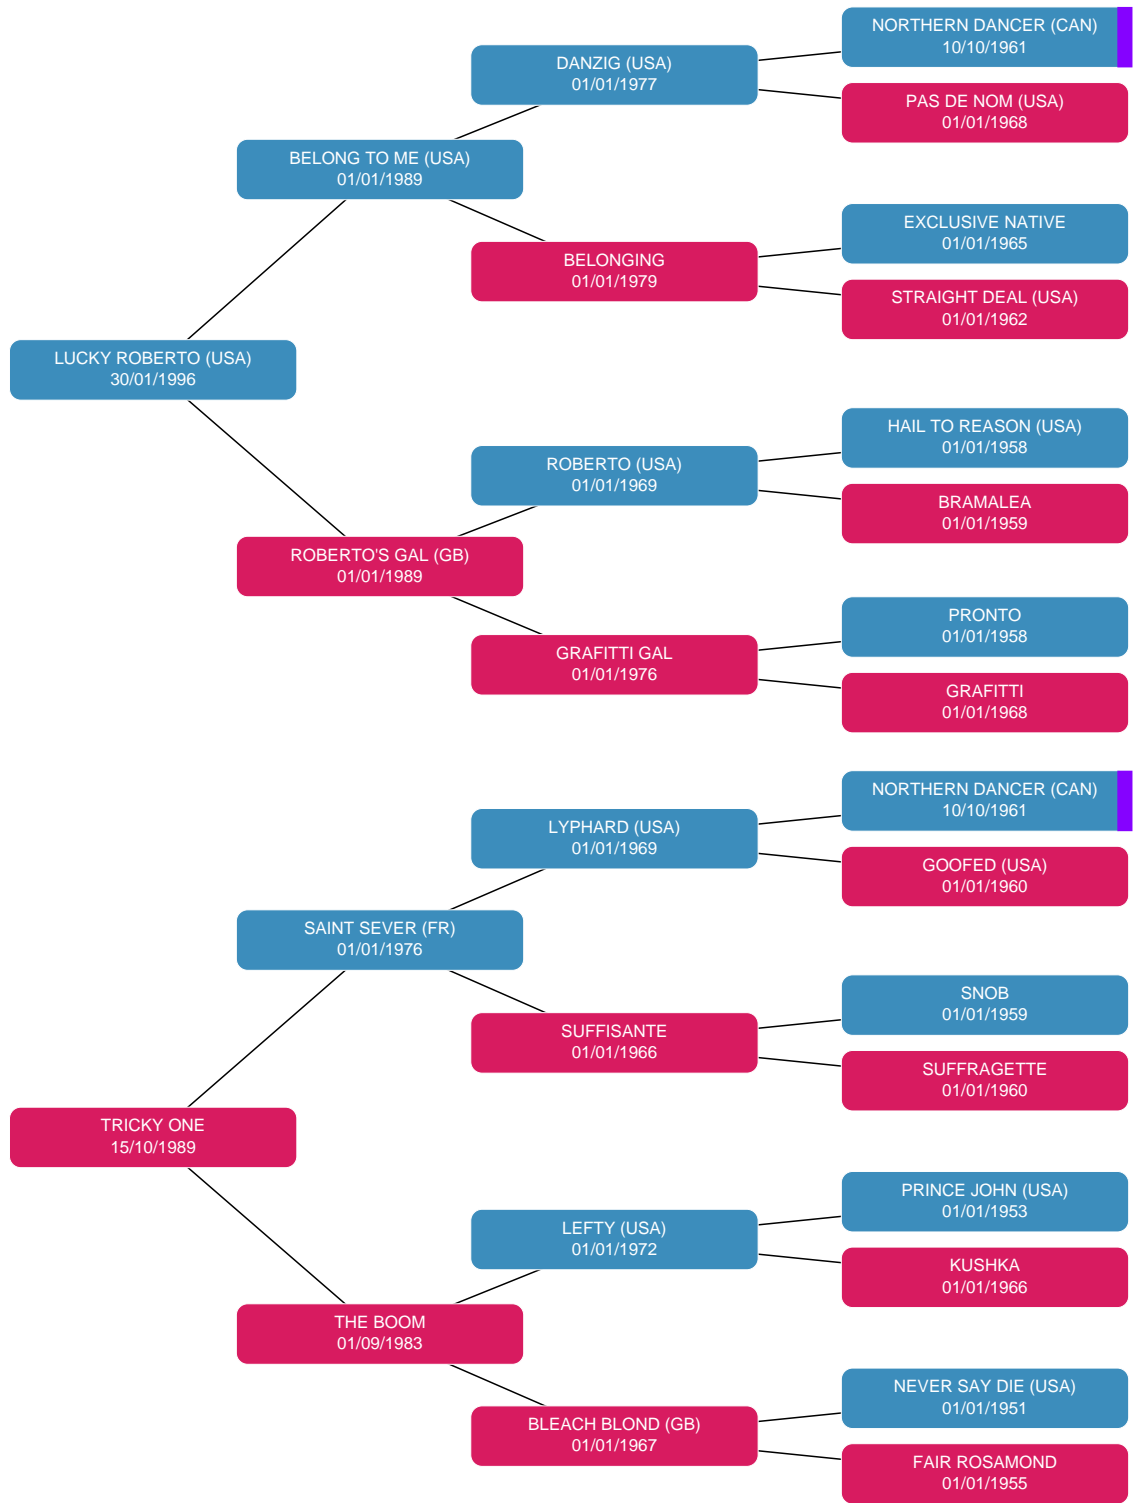 NORTHERN DANCER (CAN)
10/10/1961
DANZIG (USA)
01/01/1977
PAS DE NOM (USA)
01/01/1968
BELONG TO ME (USA)
01/01/1989
EXCLUSIVE NATIVE
01/01/1965
BELONGING
01/01/1979
STRAIGHT DEAL (USA)
01/01/1962
LUCKY ROBERTO (USA)
30/01/1996
HAIL TO REASON (USA)
01/01/1958
ROBERTO (USA)
01/01/1969
BRAMALEA
01/01/1959
ROBERTO'S GAL (GB)
01/01/1989
PRONTO
01/01/1958
GRAFITTI GAL
01/01/1976
GRAFITTI
01/01/1968
NORTHERN DANCER (CAN)
10/10/1961
LYPHARD (USA)
01/01/1969
GOOFED (USA)
01/01/1960
SAINT SEVER (FR)
01/01/1976
SNOB
01/01/1959
SUFFISANTE
01/01/1966
SUFFRAGETTE
01/01/1960
TRICKY ONE
15/10/1989
PRINCE JOHN (USA)
01/01/1953
LEFTY (USA)
01/01/1972
KUSHKA
01/01/1966
THE BOOM
01/09/1983
NEVER SAY DIE (USA)
01/01/1951
BLEACH BLOND (GB)
01/01/1967
FAIR ROSAMOND
01/01/1955